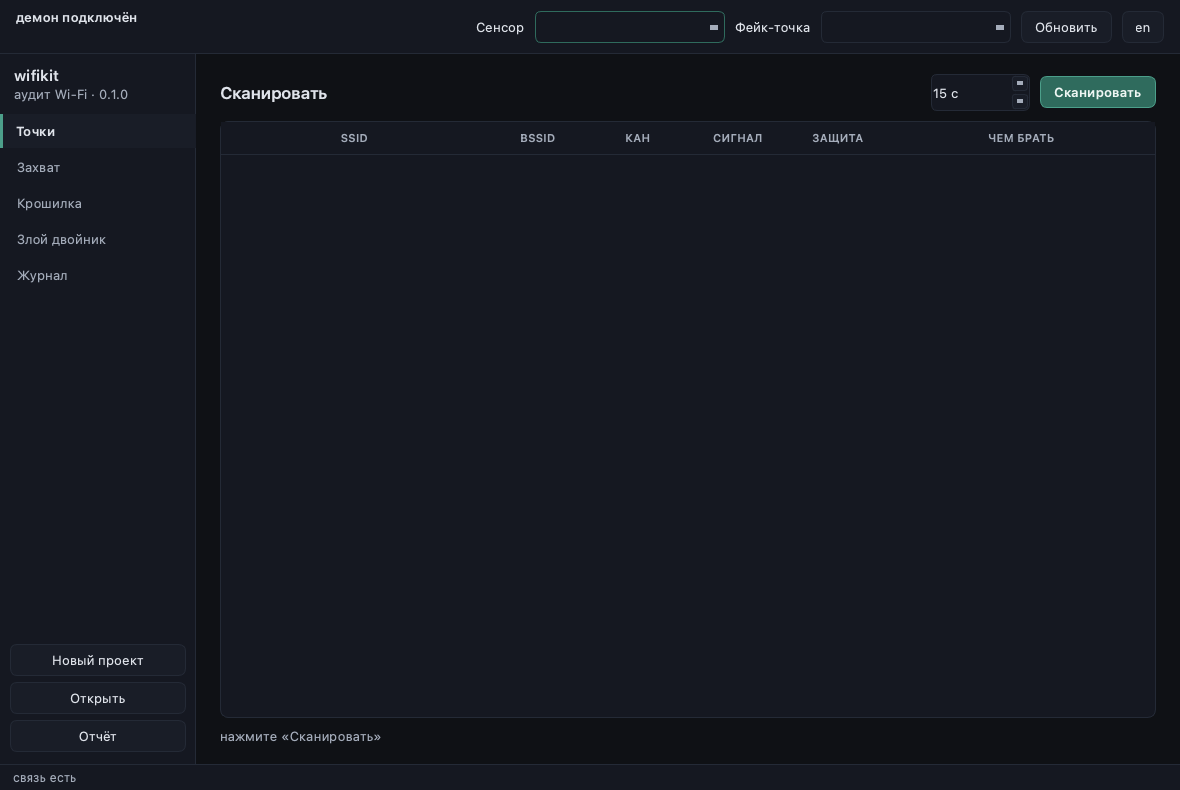 демон подключён
Сенсор
Фейк-точка
Обновить
en
wifikit
аудит Wi-Fi · 0.1.0
Точки
Захват
Крошилка
Злой двойник
Журнал
Новый проект
Открыть
Отчёт
Сканировать
15 с
Сканировать
SSID BSSID КАН СИГНАЛ ЗАЩИТА ЧЕМ БРАТЬ
нажмите «Сканировать»
связь есть